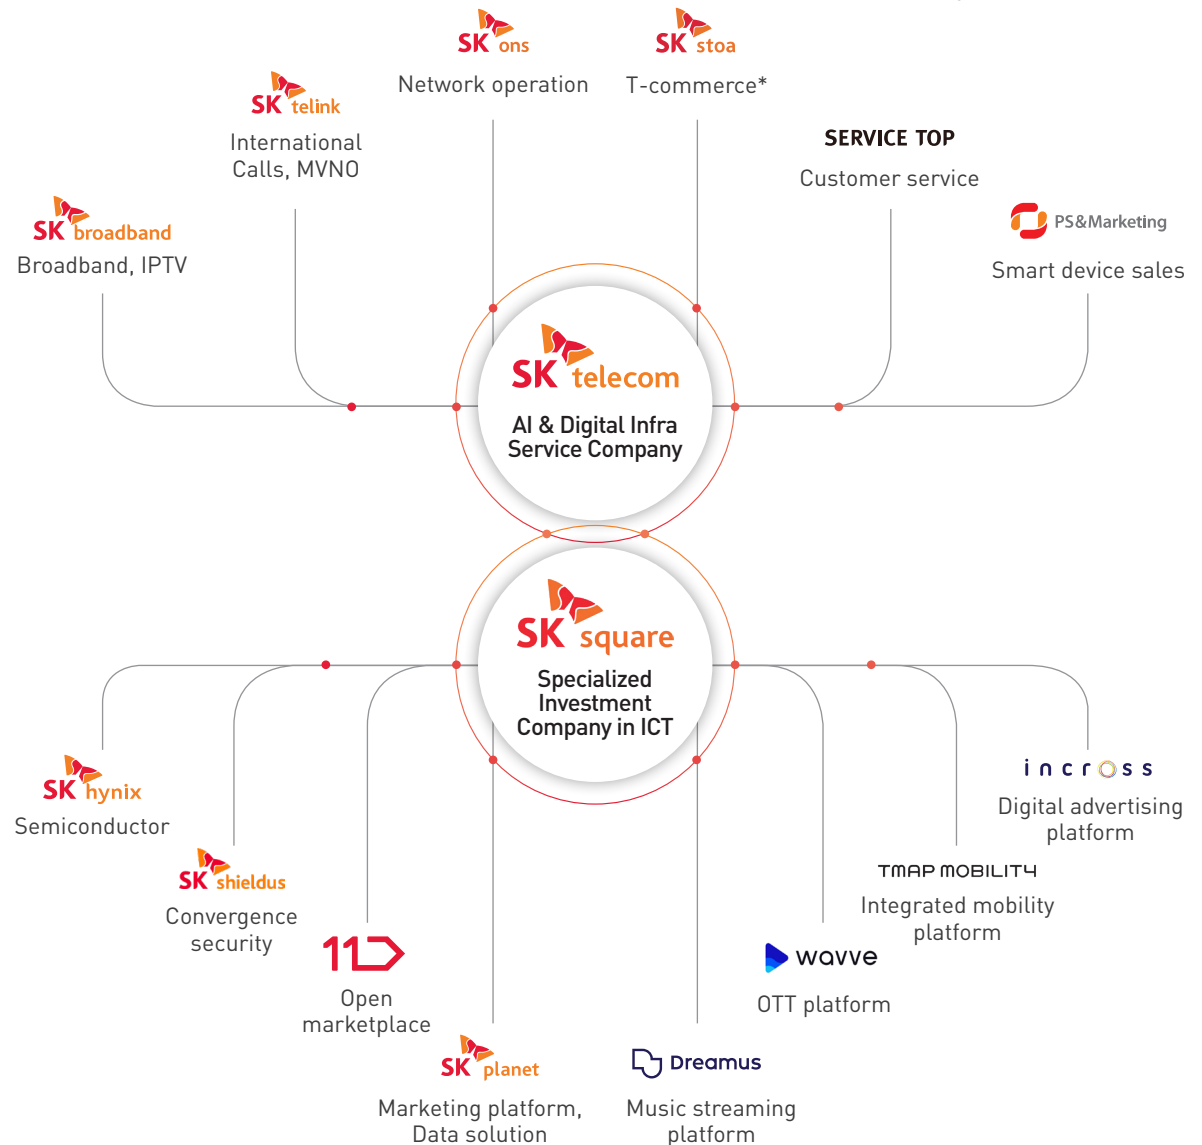 SK ons
Network operation
SK stoa
T-commerce*
SK telink
International
Calls, MVNO
SERVICE TOP
Customer service
SK broadband
Broadband, IPTV
PS&Marketing
Smart device sales
SK telecom
AI & Digital Infra
Service Company
SK square
Specialized
Investment
Company in ICT
SK hynix
Semiconductor
SK shieldus
Convergence
security
11
Open
marketplace
SK planet
Marketing platform,
Data solution
Dreamus
Music streaming
platform
wavve
OTT platform
TMAP MOBILITY
Integrated mobility
platform
incross
Digital advertising
platform